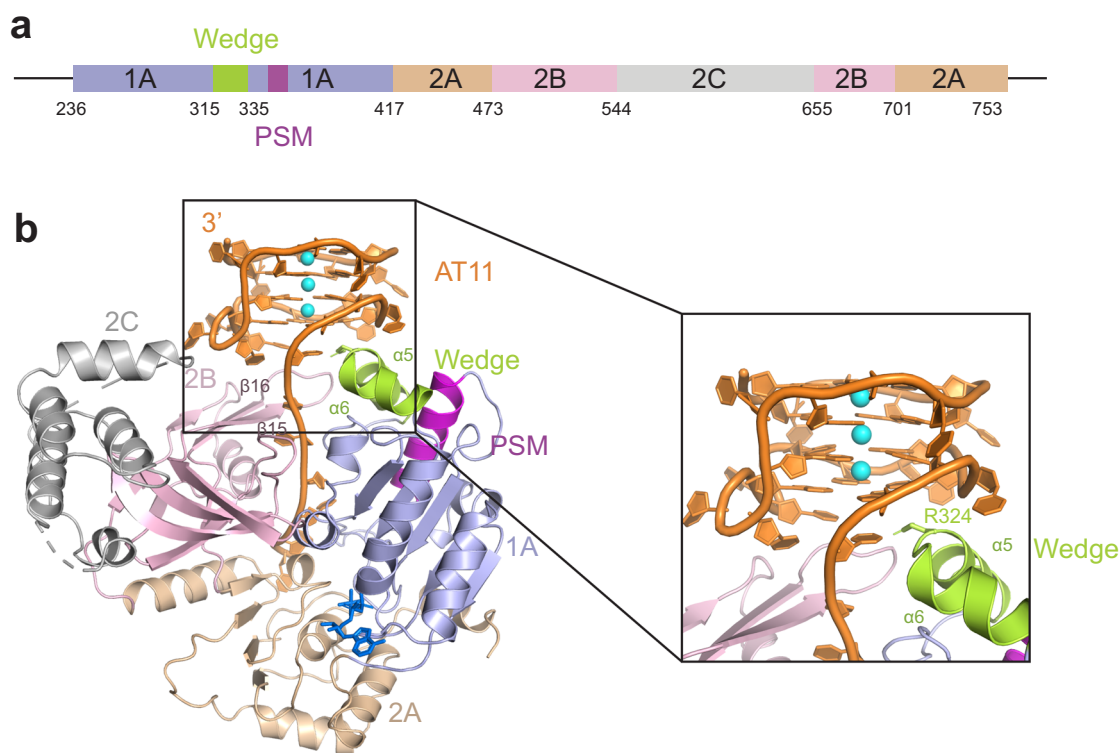 a
Wedge
1A 1A 2A 2B 2C 2B 2A
236 315 335 417 473 544 655 701 753
PSM
b
3’
AT11
2C
2B
β16
α5
Wedge
α6
β15
PSM
1A
2A
R324
α5
Wedge
α6